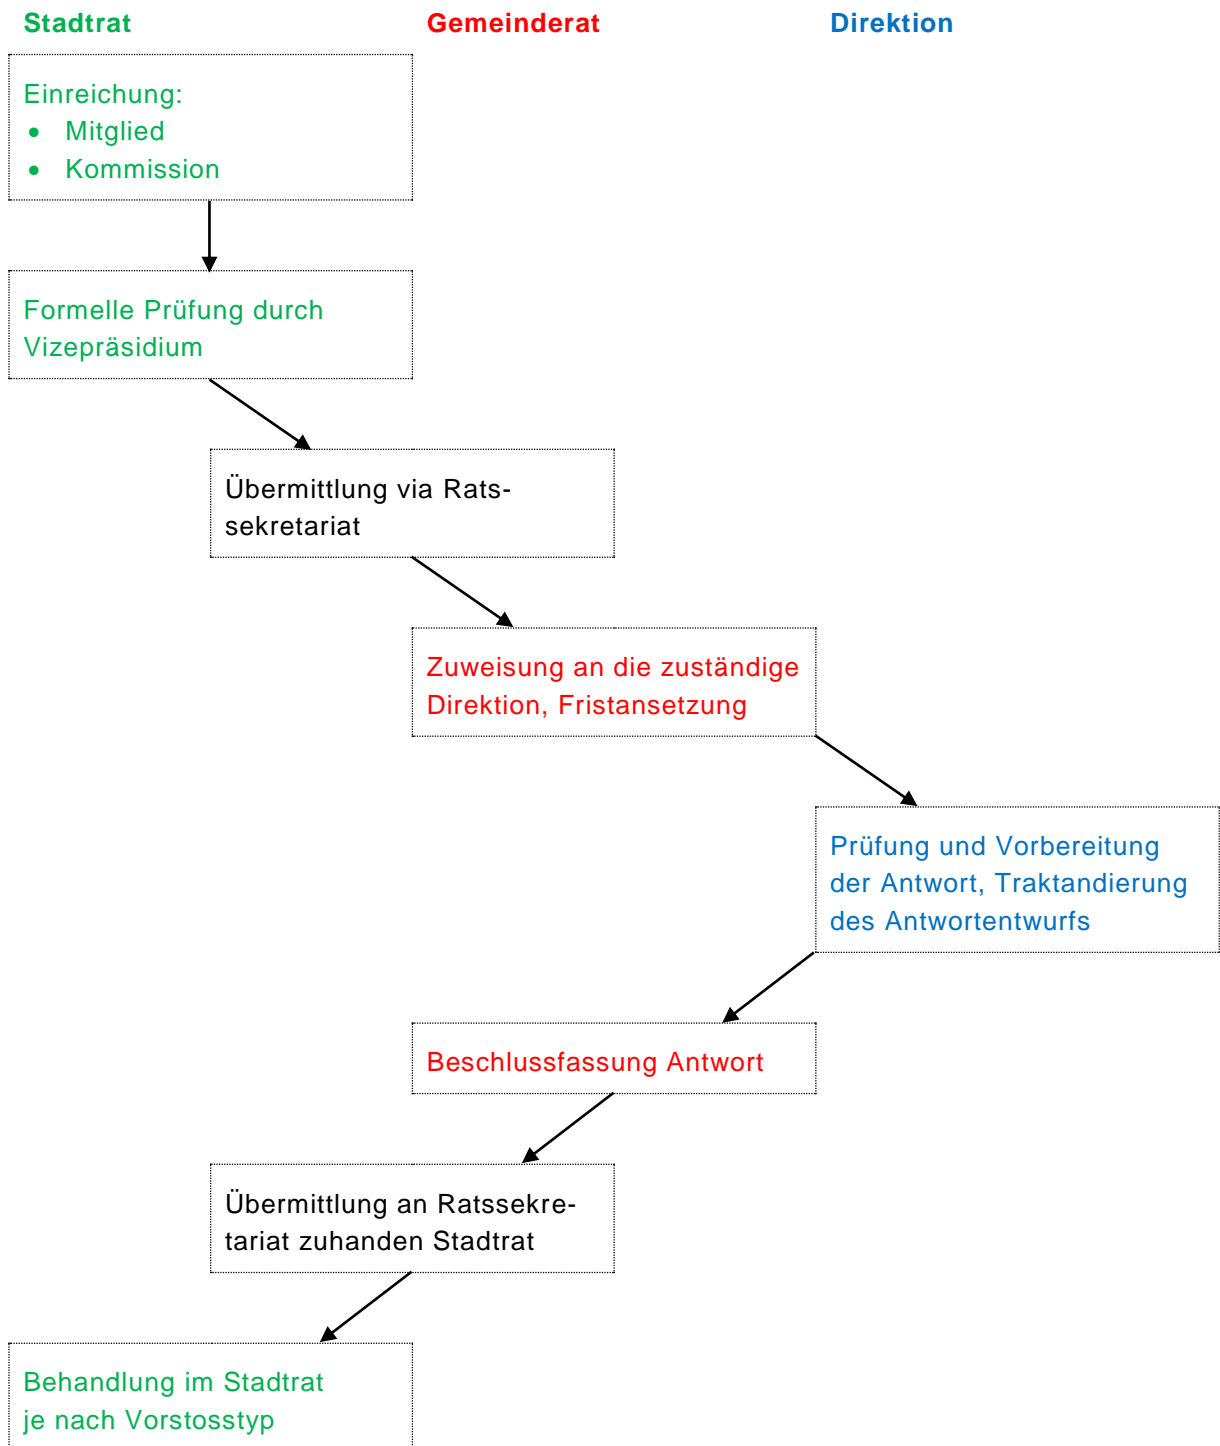 Stadtrat
Gemeinderat
Direktion
Einreichung:
• Mitglied
• Kommission
Formelle Prüfung durch
Vizepräsidium
Übermittlung via Rats-
sekretariat
Zuweisung an die zuständige
Direktion, Fristansetzung
Prüfung und Vorbereitung
der Antwort, Traktandierung
des Antwortentwurfs
Beschlussfassung Antwort
Übermittlung an Ratssekre-
tariat zuhanden Stadtrat
Behandlung im Stadtrat
je nach Vorstosstyp